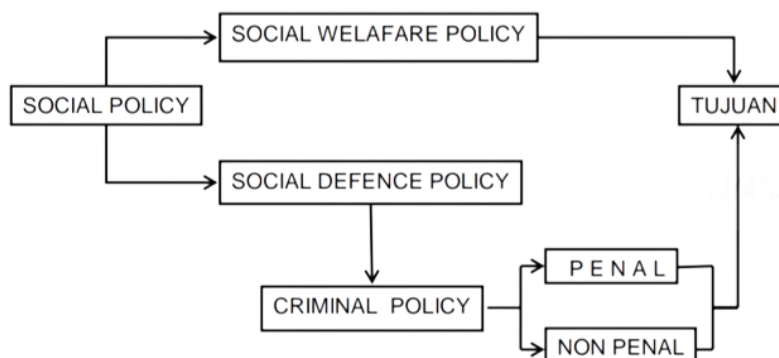 SOCIAL WELAFARE POLICY
SOCIAL POLICY
TUJUAN
SOCIAL DEFENCE POLICY
P E N A L
CRIMINAL POLICY
NON PENAL